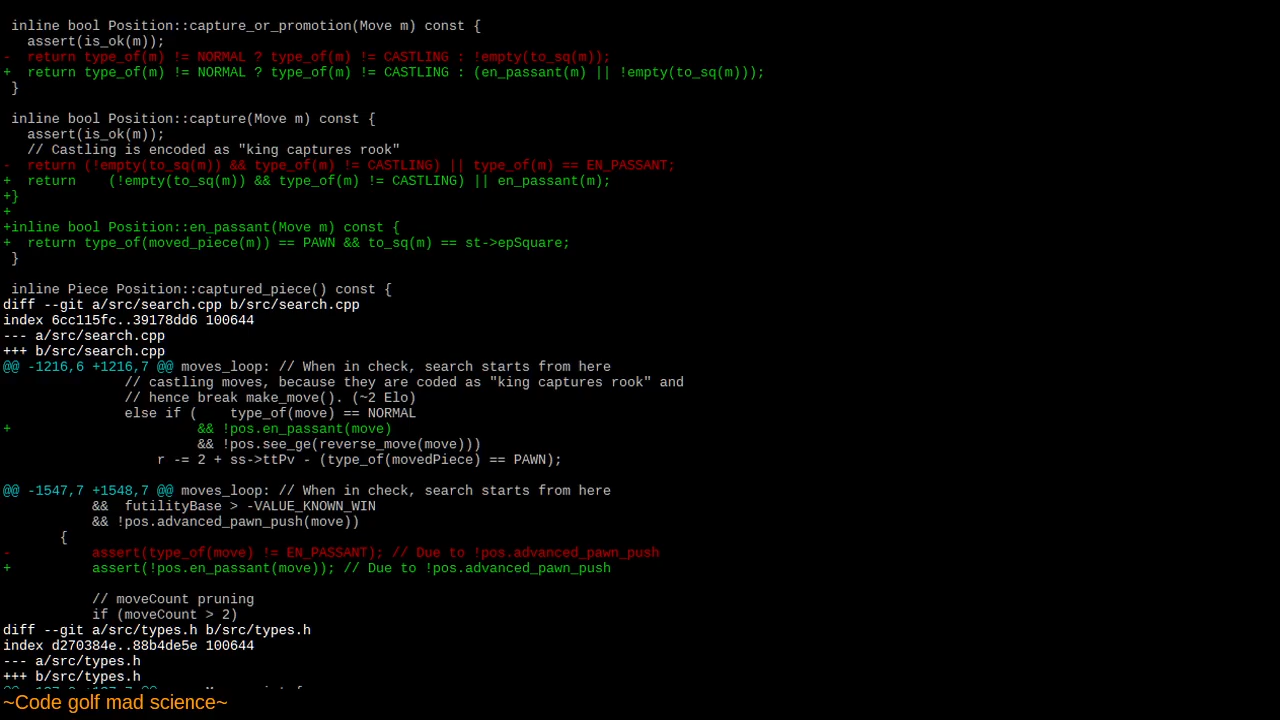 inline bool Position::capture_or_promotion(Move m) const {
assert(is_ok(m));
- return type_of(m) != NORMAL ? type_of(m) != CASTLING : !empty(to_sq(m));
+ return type_of(m) != NORMAL ? type_of(m) != CASTLING : (en_passant(m) || !empty(to_sq(m)));
}
inline bool Position::capture(Move m) const {
assert(is_ok(m));
// Castling is encoded as "king captures rook"
- return (!empty(to_sq(m)) && type_of(m) != CASTLING) || type_of(m) == EN_PASSANT;
+ return    (!empty(to_sq(m)) && type_of(m) != CASTLING) || en_passant(m);
+}
+
+inline bool Position::en_passant(Move m) const {
+ return type_of(moved_piece(m)) == PAWN && to_sq(m) == st->epSquare;
}
inline Piece Position::captured_piece() const {
diff --git a/src/search.cpp b/src/search.cpp
index 6cc115fc..39178dd6 100644
--- a/src/search.cpp
+++ b/src/search.cpp
@@ -1216,6 +1216,7 @@ moves_loop: // When in check, search starts from here
// castling moves, because they are coded as "king captures rook" and
// hence break make_move(). (~2 Elo)
else if (    type_of(move) == NORMAL
+ && !pos.en_passant(move)
&& !pos.see_ge(reverse_move(move)))
r -= 2 + ss->ttPv - (type_of(movedPiece) == PAWN);
@@ -1547,7 +1548,7 @@ moves_loop: // When in check, search starts from here
&&  futilityBase > -VALUE_KNOWN_WIN
&& !pos.advanced_pawn_push(move))
{
- assert(type_of(move) != EN_PASSANT); // Due to !pos.advanced_pawn_push
+ assert(!pos.en_passant(move)); // Due to !pos.advanced_pawn_push
// moveCount pruning
if (moveCount > 2)
diff --git a/src/types.h b/src/types.h
index d270384e..88b4de5e 100644
--- a/src/types.h
+++ b/src/types.h
~Code golf mad science~